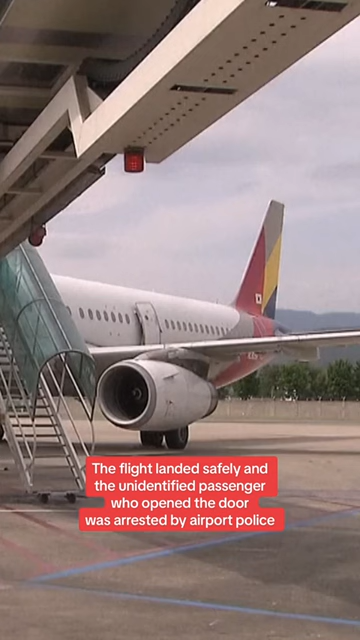 The flight landed safely and
the unidentified passenger
who opened the door
was arrested by airport police